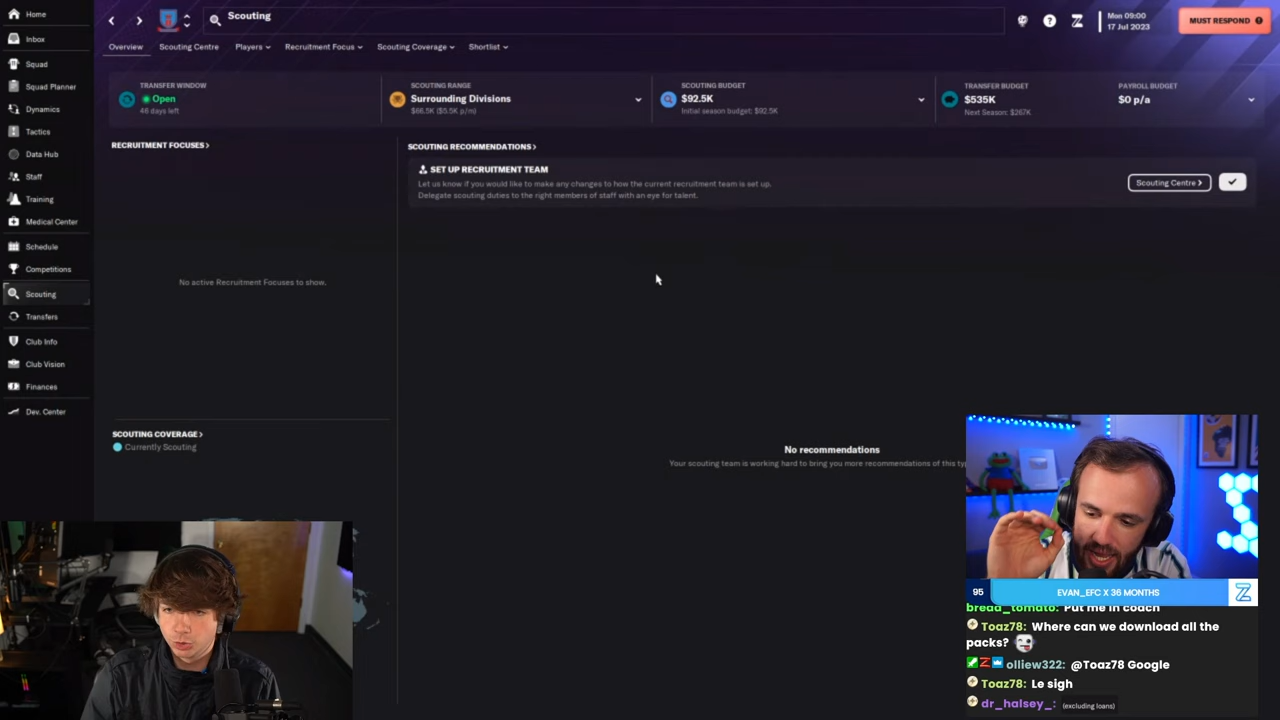 Home
Inbox
Squad
Squad Planner
Dynamics
Tactics
Data Hub
Staff
Training
Medical Center
Schedule
Competitions
Scouting
Transfers
Club Info
Club Vision
Finances
Dev. Center
Scouting
Mon 09:00
17 Jul 2023
MUST RESPOND
Overview
Scouting Centre
Players
Recruitment Focus
Scouting Coverage
Shortlist
TRANSFER WINDOW
Open
46 days left
SCOUTING RANGE
Surrounding Divisions
$66.5K ($5.5K p/m)
SCOUTING BUDGET
$92.5K
Initial season budget: $92.5K
TRANSFER BUDGET
$535K
Next Season: $267K
PAYROLL BUDGET
$0 p/a
RECRUITMENT FOCUSES >
No active Recruitment Focuses to show.
SCOUTING COVERAGE >
Currently Scouting
SCOUTING RECOMMENDATIONS >
SET UP RECRUITMENT TEAM
Let us know if you would like to make any changes to how the current recruitment team is set up.
Delegate scouting duties to the right members of staff with an eye for talent.
Scouting Centre >
No recommendations
Your scouting team is working hard to bring you more recommendations of this
95
EVAN_EFC X 36 MONTHS
bread_tomato: Put me in coach
Toaz78: Where can we download all the
packs?
olliew322: @Toaz78 Google
Toaz78: Le sigh
dr_halsey_: (excluding loans)